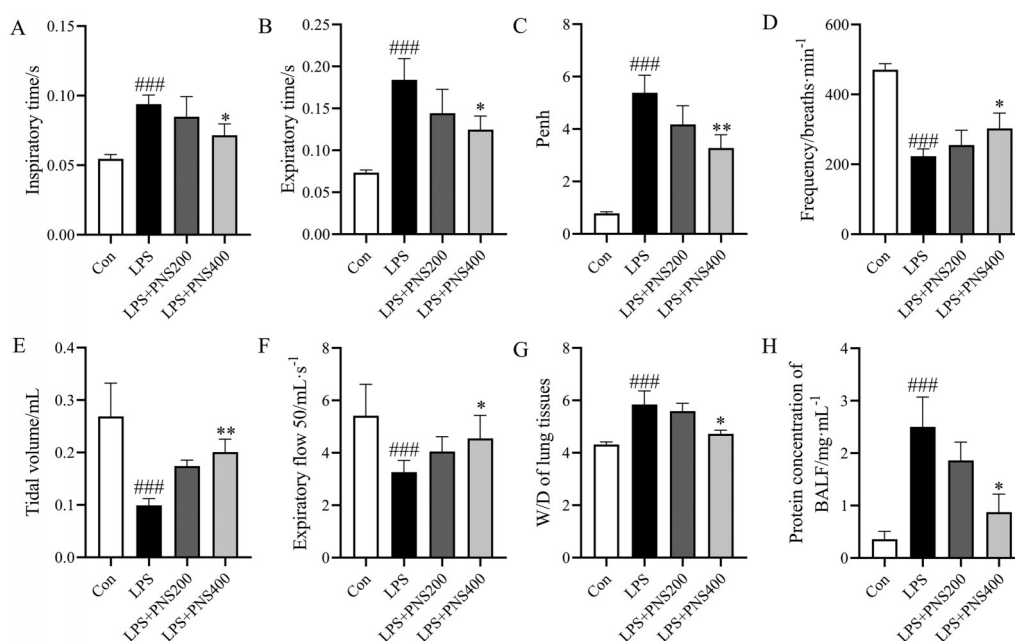 A
Inspiratory time/s
0.15
0.10
0.05
0.00
###
*
Con
LPS
LPS+PNS200
LPS+PNS400
B
Expiratory time/s
0.25
0.20
0.15
0.10
0.05
0.00
###
*
Con
LPS
LPS+PNS200
LPS+PNS400
C
Penh
8
6
4
2
0
###
**
Con
LPS
LPS+PNS200
LPS+PNS400
D
Frequency/breaths·min⁻¹
600
400
200
0
###
*
Con
LPS
LPS+PNS200
LPS+PNS400
E
Tidal volume/mL
0.4
0.3
0.2
0.1
0.0
###
**
Con
LPS
LPS+PNS200
LPS+PNS400
F
Expiratory flow 50/mL·s⁻¹
8
6
4
2
0
###
*
Con
LPS
LPS+PNS200
LPS+PNS400
G
W/D of lung tissues
8
6
4
2
0
###
*
Con
LPS
LPS+PNS200
LPS+PNS400
H
Protein concentration of
BALF/mg·mL⁻¹
4
3
2
1
0
###
*
Con
LPS
LPS+PNS200
LPS+PNS400